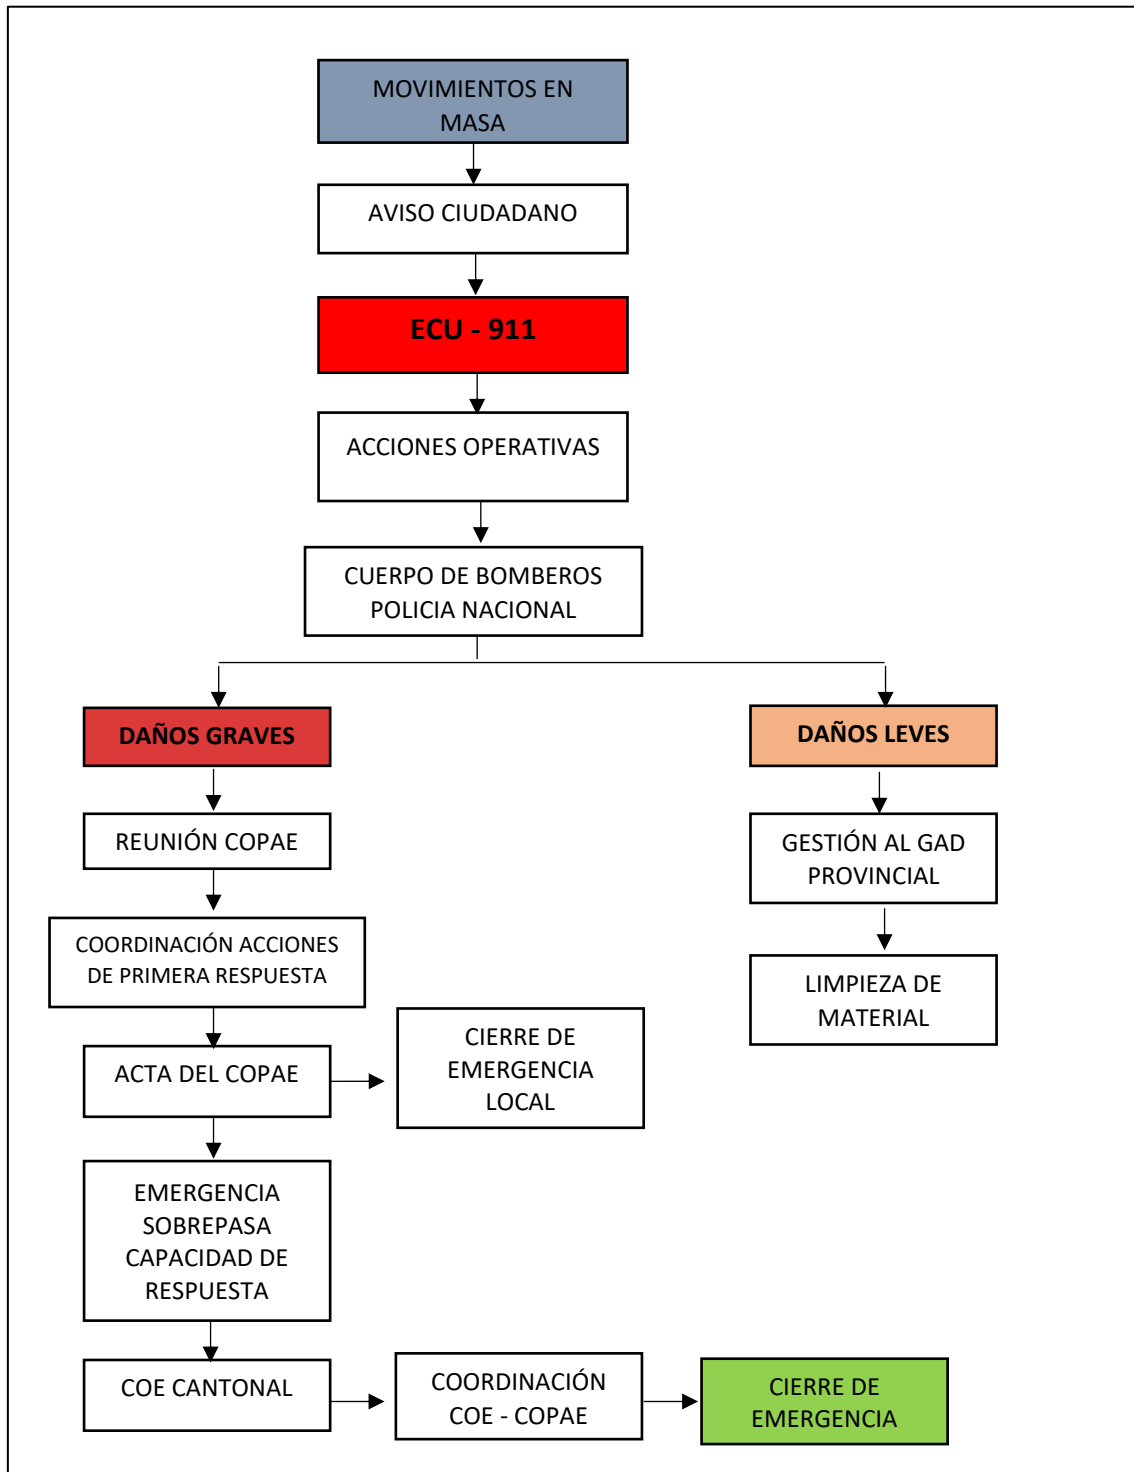 MOVIMIENTOS EN
MASA
AVISO CIUDADANO
ECU - 911
ACCIONES OPERATIVAS
CUERPO DE BOMBEROS
POLICIA NACIONAL
DAÑOS GRAVES
DAÑOS LEVES
REUNIÓN COPAE
GESTIÓN AL GAD
PROVINCIAL
COORDINACIÓN ACCIONES
DE PRIMERA RESPUESTA
LIMPIEZA DE
MATERIAL
ACTA DEL COPAE
CIERRE DE
EMERGENCIA
LOCAL
EMERGENCIA
SOBREPASA
CAPACIDAD DE
RESPUESTA
COE CANTONAL
COORDINACIÓN
COE - COPAE
CIERRE DE
EMERGENCIA